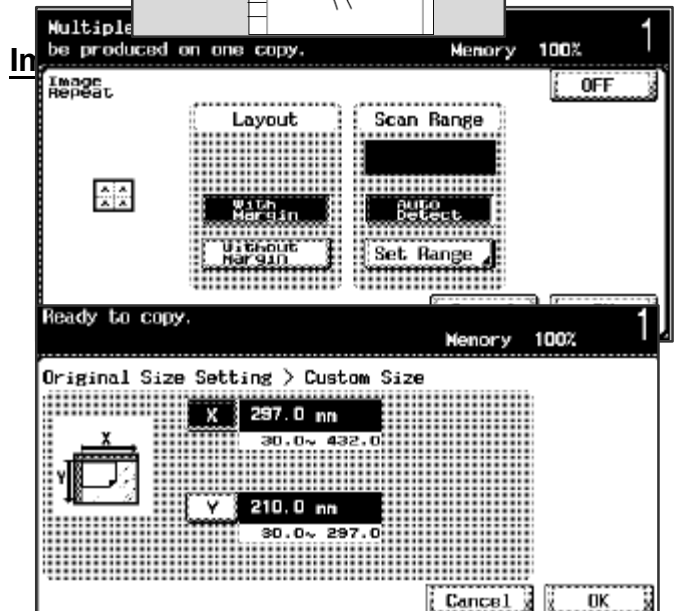 Multiple
be produced on one copy. Memory 100% 1
Im
Image
Repeat
OFF
Layout Scan Range
With
Margin
Auto
Detect
Without
Margin
Set Range
Ready to copy.
Memory 100% 1
Original Size Setting > Custom Size
X 297.0 mm
30.0~ 432.0
X
Y
Y 210.0 mm
30.0~ 297.0
Cancel OK